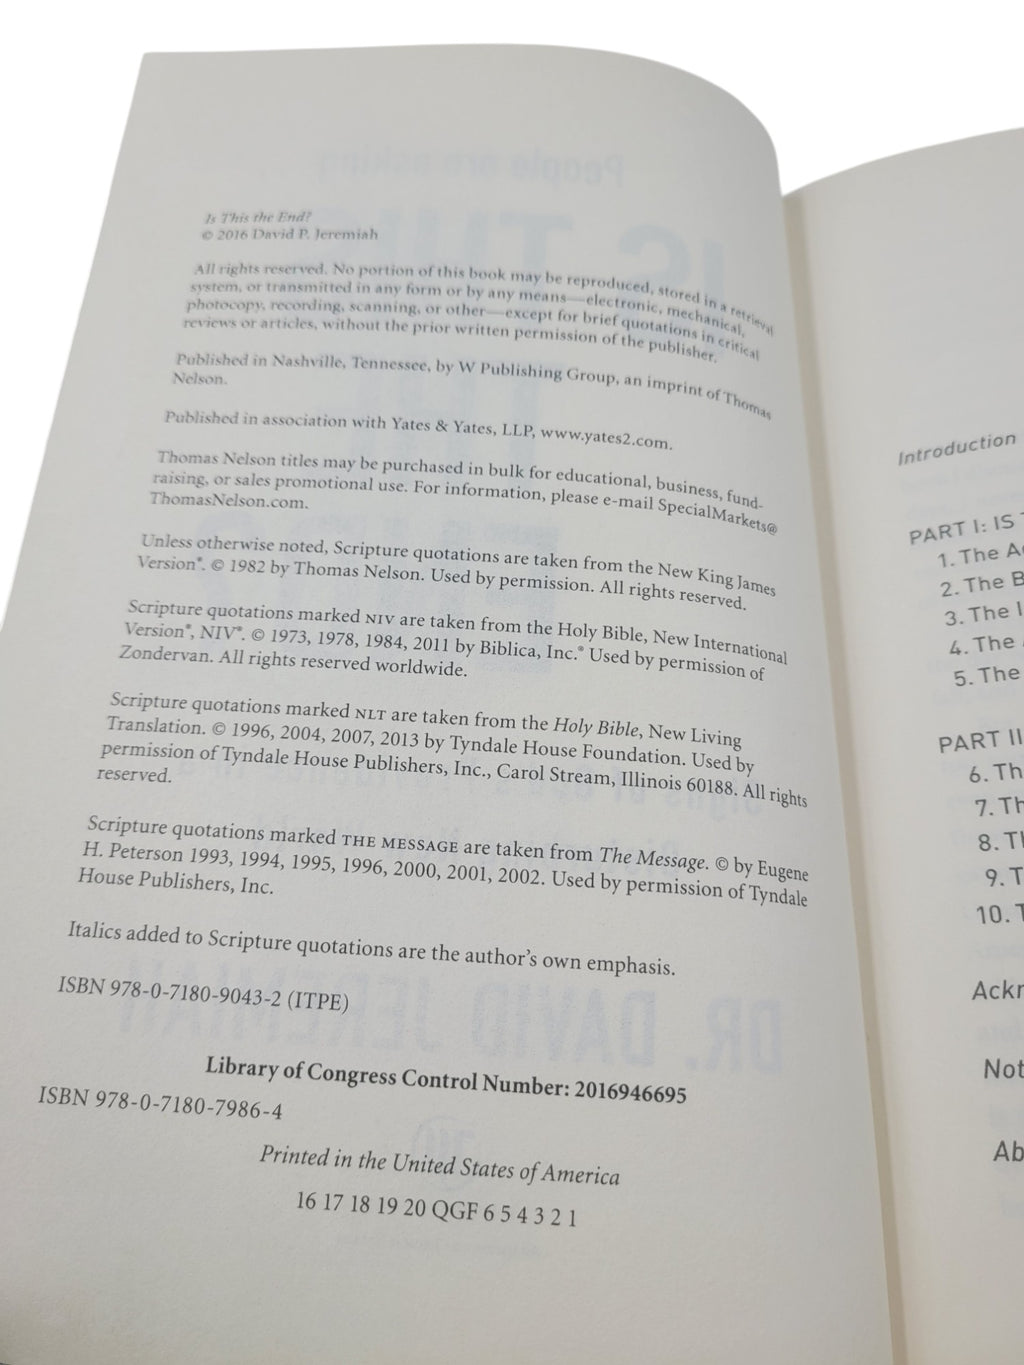 Is This the End?
© 2016 David P. Jeremiah
All rights reserved. No portion of this book may be reproduced, stored in a retrieval
system, or transmitted in any form or by any means—electronic, mechanical,
photocopy, recording, scanning, or other—except for brief quotations in critical
reviews or articles, without the prior written permission of the publisher.
Published in Nashville, Tennessee, by W Publishing Group, an imprint of Thomas
Nelson.
Published in association with Yates & Yates, LLP, www.yates2.com.
Thomas Nelson titles may be purchased in bulk for educational, business, fund-
raising, or sales promotional use. For information, please e-mail SpecialMarkets@
ThomasNelson.com.
Unless otherwise noted, Scripture quotations are taken from the New King James
Version®. © 1982 by Thomas Nelson. Used by permission. All rights reserved.
Scripture quotations marked NIV are taken from the Holy Bible, New International
Version®, NIV®. © 1973, 1978, 1984, 2011 by Biblica, Inc.® Used by permission of
Zondervan. All rights reserved worldwide.
Scripture quotations marked NLT are taken from the Holy Bible, New Living
Translation. © 1996, 2004, 2007, 2013 by Tyndale House Foundation. Used by
permission of Tyndale House Publishers, Inc., Carol Stream, Illinois 60188. All rights
reserved.
Scripture quotations marked THE MESSAGE are taken from The Message. © by Eugene
H. Peterson 1993, 1994, 1995, 1996, 2000, 2001, 2002. Used by permission of Tyndale
House Publishers, Inc.
Italics added to Scripture quotations are the author's own emphasis.
ISBN 978-0-7180-9043-2 (ITPE)
Library of Congress Control Number: 2016946695
ISBN 978-0-7180-7986-4
Printed in the United States of America
16 17 18 19 20 QGF 6 5 4 3 2 1
Introduction
PART I: IS
1. The
2. The B
3. The
4. The
5. The
PART II
6. Th
7. Th
8. Th
9. T
10. T
Ackn
Not
Ab